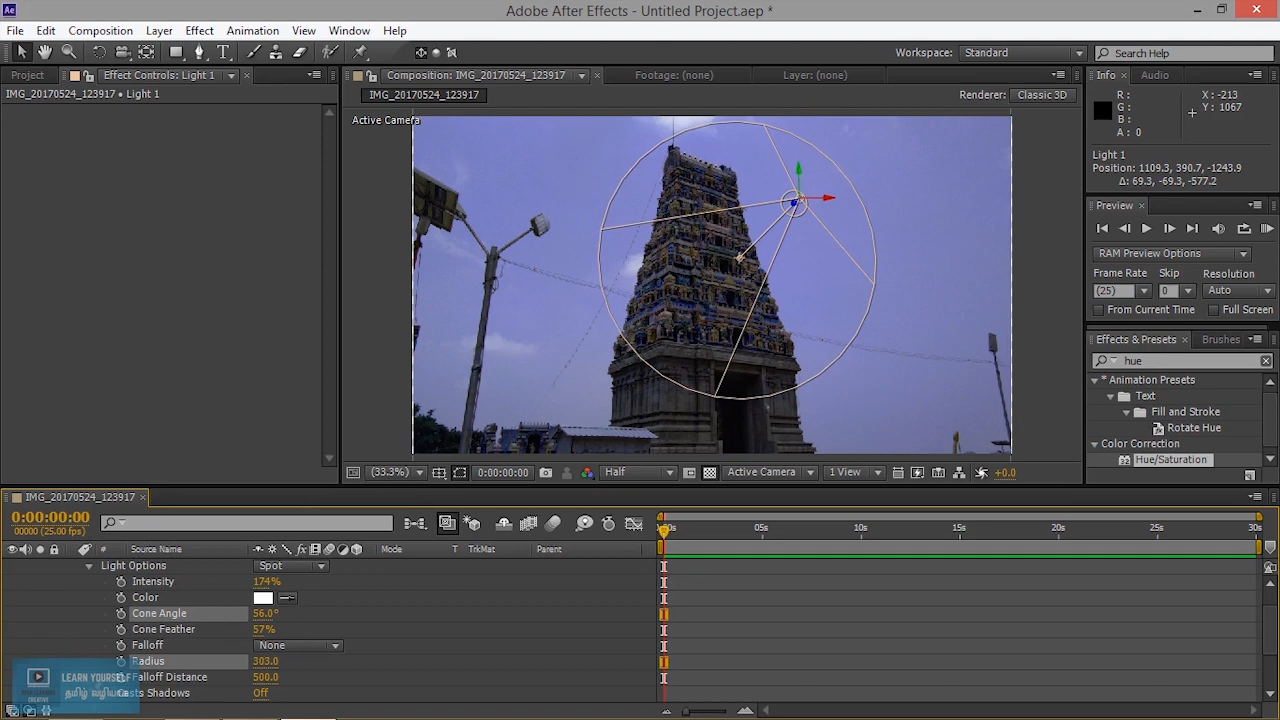 Adobe After Effects - Untitled Project.aep *
File Edit Composition Layer Effect Animation View Window Help
Workspace: Standard Search Help
Project Effect Controls: Light 1 Composition: IMG_20170524_123917 Footage: (none) Layer: (none) Info Audio
IMG_20170524_123917 • Light 1
IMG_20170524_123917 Renderer: Classic 3D
Active Camera
R :
G :
B :
A : 0
X : -213
Y : 1067
Light 1
Position: 1109.3, 390.7, -1243.9
Δ: 69.3, -69.3, -577.2
Preview
RAM Preview Options
Frame Rate Skip Resolution
(25) 0 Auto
From Current Time Full Screen
Effects & Presets Brushes
hue
* Animation Presets
Text
Fill and Stroke
Rotate Hue
Color Correction
Hue/Saturation
(33.3%) 0:00:00:00 Half Active Camera 1 View +0.0
IMG_20170524_123917
0:00:00:00
00000 (25.00 fps)
05s 10s 15s 20s 25s 30s
# Source Name Mode T TrkMat Parent
Light Options Spot
Intensity 174%
Color
Cone Angle 56.0°
Cone Feather 57%
Falloff None
Radius 303.0
Falloff Distance 500.0
Casts Shadows Off
LEARN YOURSELF
தமிழ் வழியாக
CREATIVE